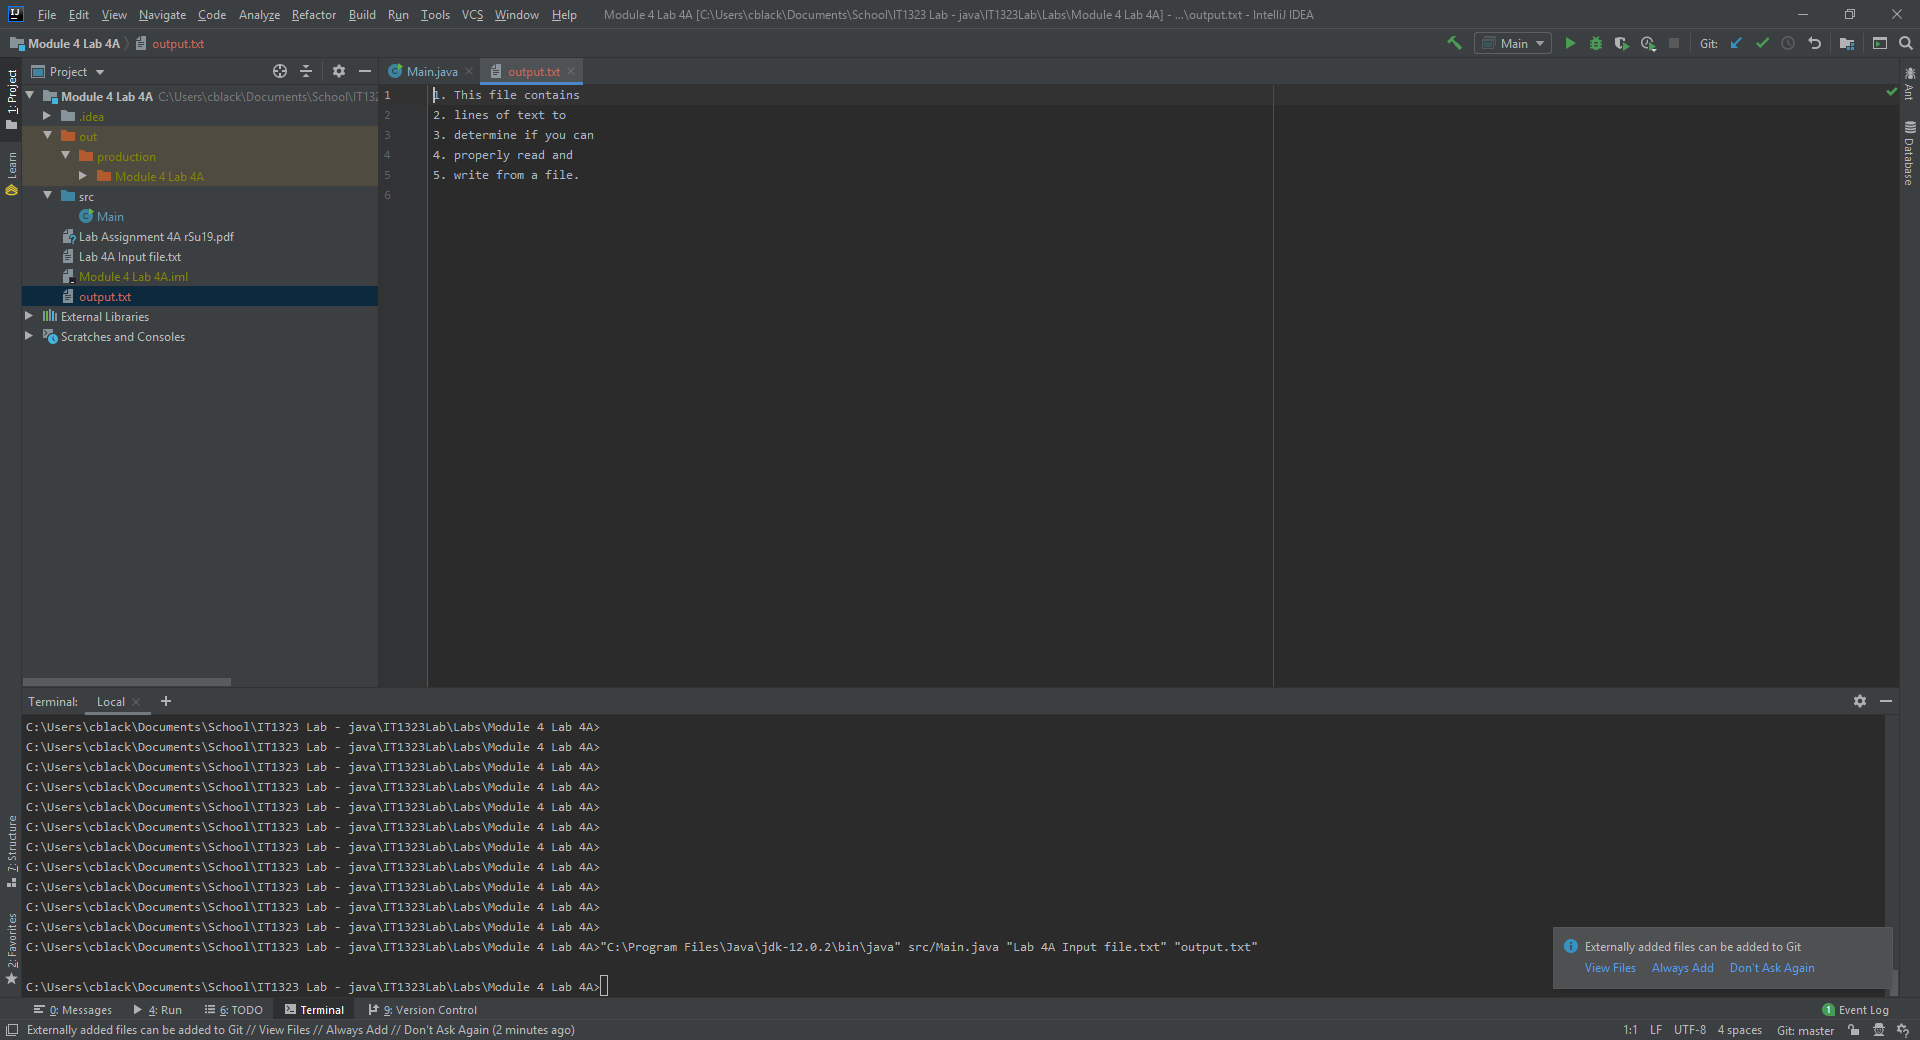 File Edit View Navigate Code Analyze Refactor Build Run Tools VCS Window Help Module 4 Lab 4A [C:\Users\cblack\Documents\School\IT1323 Lab - java\IT1323Lab\Labs\Module 4 Lab 4A] - ...\output.txt - IntelliJ IDEA
Module 4 Lab 4A output.txt Main Git:
1: Project
Learn
7: Structure
2: Favorites
Project
Module 4 Lab 4A C:\Users\cblack\Documents\School\IT132
.idea
out
production
Module 4 Lab 4A
src
Main
Lab Assignment 4A rSu19.pdf
Lab 4A Input file.txt
Module 4 Lab 4A.iml
output.txt
External Libraries
Scratches and Consoles
Main.java output.txt
1 1. This file contains
2 2. lines of text to
3 3. determine if you can
4 4. properly read and
5 5. write from a file.
6
Ant
Database
Terminal: Local +
C:\Users\cblack\Documents\School\IT1323 Lab - java\IT1323Lab\Labs\Module 4 Lab 4A>
C:\Users\cblack\Documents\School\IT1323 Lab - java\IT1323Lab\Labs\Module 4 Lab 4A>
C:\Users\cblack\Documents\School\IT1323 Lab - java\IT1323Lab\Labs\Module 4 Lab 4A>
C:\Users\cblack\Documents\School\IT1323 Lab - java\IT1323Lab\Labs\Module 4 Lab 4A>
C:\Users\cblack\Documents\School\IT1323 Lab - java\IT1323Lab\Labs\Module 4 Lab 4A>
C:\Users\cblack\Documents\School\IT1323 Lab - java\IT1323Lab\Labs\Module 4 Lab 4A>
C:\Users\cblack\Documents\School\IT1323 Lab - java\IT1323Lab\Labs\Module 4 Lab 4A>
C:\Users\cblack\Documents\School\IT1323 Lab - java\IT1323Lab\Labs\Module 4 Lab 4A>
C:\Users\cblack\Documents\School\IT1323 Lab - java\IT1323Lab\Labs\Module 4 Lab 4A>
C:\Users\cblack\Documents\School\IT1323 Lab - java\IT1323Lab\Labs\Module 4 Lab 4A>
C:\Users\cblack\Documents\School\IT1323 Lab - java\IT1323Lab\Labs\Module 4 Lab 4A>
C:\Users\cblack\Documents\School\IT1323 Lab - java\IT1323Lab\Labs\Module 4 Lab 4A>"C:\Program Files\Java\jdk-12.0.2\bin\java" src/Main.java "Lab 4A Input file.txt" "output.txt"
C:\Users\cblack\Documents\School\IT1323 Lab - java\IT1323Lab\Labs\Module 4 Lab 4A>
Externally added files can be added to Git
View Files Always Add Don't Ask Again
0: Messages 4: Run 6: TODO Terminal 9: Version Control 1 Event Log
Externally added files can be added to Git // View Files // Always Add // Don't Ask Again (2 minutes ago) 1:1 LF UTF-8 4 spaces Git: master